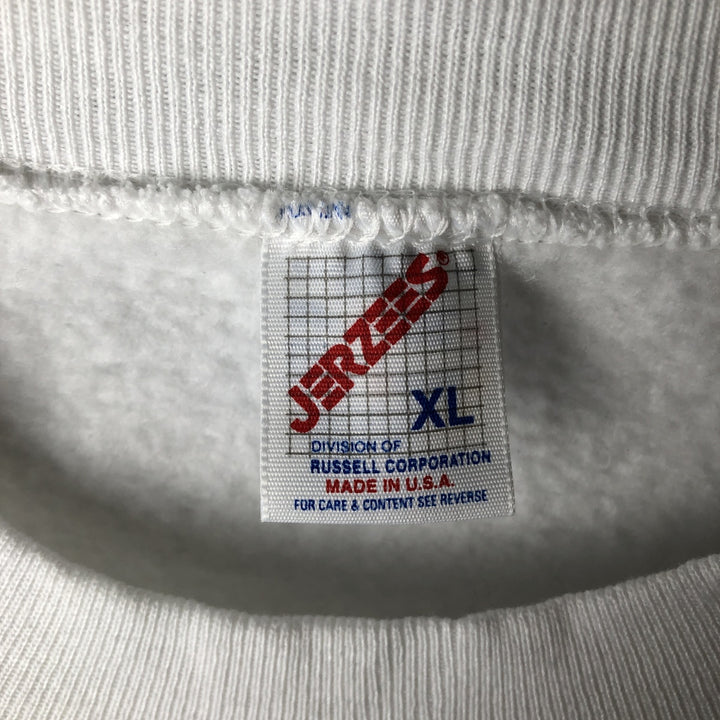 JERZEES®
XL
DIVISION OF
RUSSELL CORPORATION
MADE IN U.S.A.
FOR CARE & CONTENT SEE REVERSE